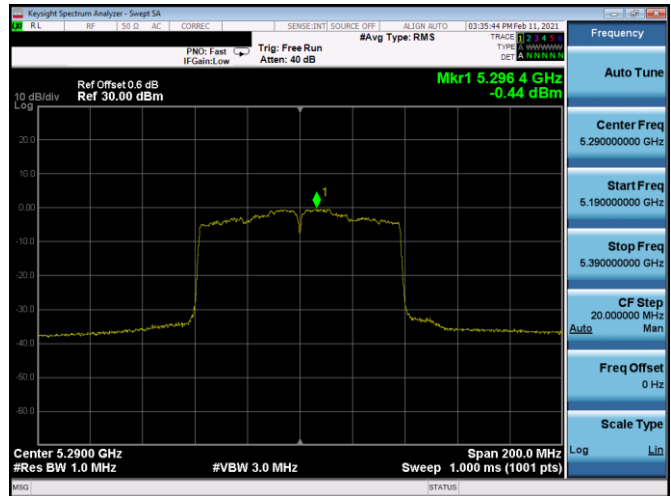 Keysight Spectrum Analyzer - Swept SA
RL RF 50 Ω AC CORREC SENSE:INT SOURCE OFF ALIGN AUTO 03:35:44 PM Feb 11, 2021
PNO: Fast
IFGain:Low
Trig: Free Run
Atten: 40 dB
#Avg Type: RMS
TRACE 1 2 3 4 5 6
TYPE A WWWWW
DET A N N N N N
Ref Offset 0.6 dB
10 dB/div Ref 30.00 dBm
Log
Mkr1 5.296 4 GHz
-0.44 dBm
20.0
10.0
0.00
1
-10.0
-20.0
-30.0
-40.0
-50.0
-60.0
Center 5.2900 GHz
#Res BW 1.0 MHz
#VBW 3.0 MHz
Span 200.0 MHz
Sweep 1.000 ms (1001 pts)
MSG
STATUS
Frequency
Auto Tune
Center Freq
5.290000000 GHz
Start Freq
5.190000000 GHz
Stop Freq
5.390000000 GHz
CF Step
20.000000 MHz
Auto Man
Freq Offset
0 Hz
Scale Type
Log Lin